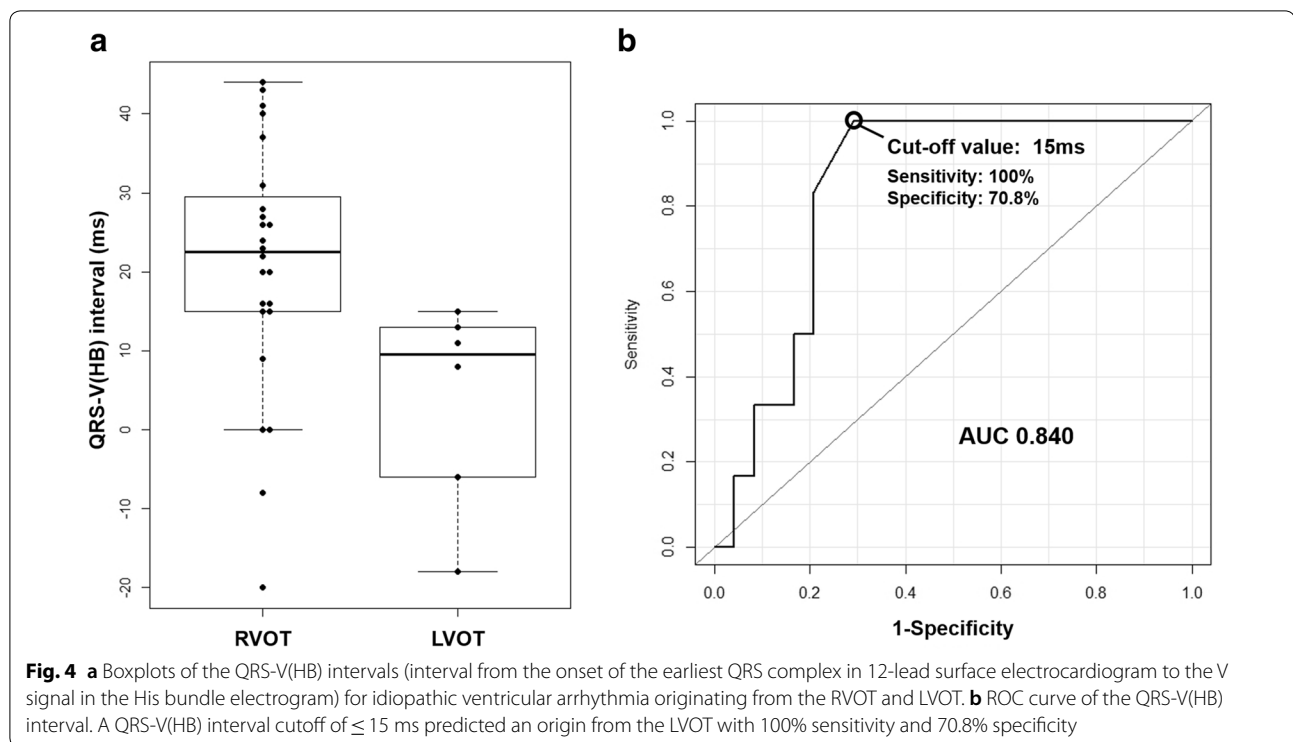 a
QRS-V(HB) interval (ms)
40
30
20
10
0
-10
-20
RVOT LVOT
b
Sensitivity
1.0
0.8
0.6
0.4
0.2
0.0
Cut-off value: 15ms
Sensitivity: 100%
Specificity: 70.8%
AUC 0.840
0.0 0.2 0.4 0.6 0.8 1.0
1-Specificity
Fig. 4 a Boxplots of the QRS-V(HB) intervals (interval from the onset of the earliest QRS complex in 12-lead surface electrocardiogram to the V
signal in the His bundle electrogram) for idiopathic ventricular arrhythmia originating from the RVOT and LVOT. b ROC curve of the QRS-V(HB)
interval. A QRS-V(HB) interval cutoff of ≤ 15 ms predicted an origin from the LVOT with 100% sensitivity and 70.8% specificity